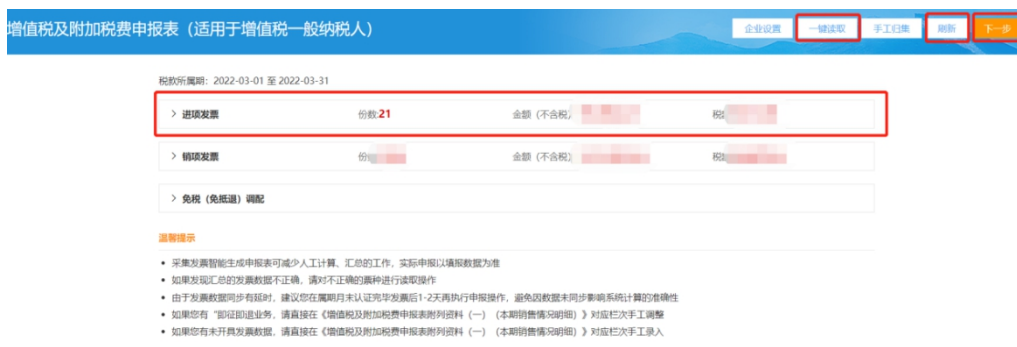 增值税及附加税费申报表（适用于增值税一般纳税人）
企业设置 一键读取 手工归集 刷新 下一步
税款所属期：2022-03-01 至 2022-03-31
进项发票 份数:21 金额（不含税） 税
销项发票 份 金额（不含税） 税
免税（免抵退）调配
温馨提示
• 采集发票智能生成申报表可减少人工计算、汇总的工作，实际申报以填报数据为准
• 如果发现汇总的发票数据不正确，请对不正确的票种进行读取操作
• 由于发票数据同步有延时，建议您在属期月末认证完毕发票后1-2天再执行申报操作，避免因数据未同步影响系统计算的准确性
• 如果您有“即征即退业务，请直接在《增值税及附加税费申报表附列资料（一）（本期销售情况明细）》对应栏次手工调整
• 如果您有未开具发票数据，请直接在《增值税及附加税费申报表附列资料（一）（本期销售情况明细）》对应栏次手工录入